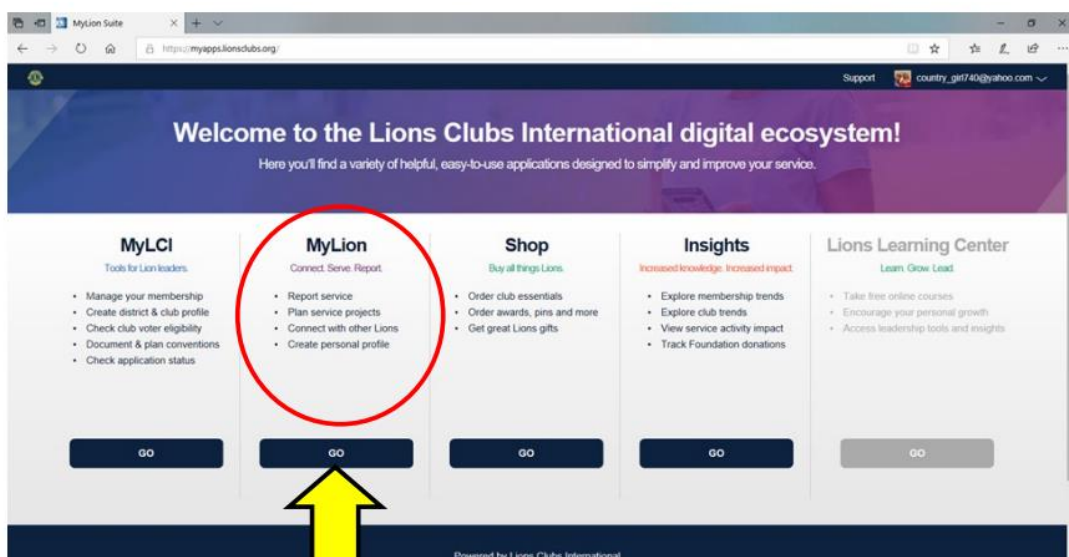 MyLion Suite
https://myapps.lionsclubs.org/
Support country_girl740@yahoo.com
Welcome to the Lions Clubs International digital ecosystem!
Here you'll find a variety of helpful, easy-to-use applications designed to simplify and improve your service.
MyLCI
Tools for Lion leaders.
• Manage your membership
• Create district & club profile
• Check club voter eligibility
• Document & plan conventions
• Check application status
GO
MyLion
Connect. Serve. Report.
• Report service
• Plan service projects
• Connect with other Lions
• Create personal profile
GO
Shop
Buy all things Lions.
• Order club essentials
• Order awards, pins and more
• Get great Lions gifts
GO
Insights
Increased knowledge. Increased impact.
• Explore membership trends
• Explore club trends
• View service activity impact
• Track Foundation donations
GO
Lions Learning Center
Learn. Grow. Lead.
• Take free online courses
• Encourage your personal growth
• Access leadership tools and insights
GO
Powered by Lions Clubs International